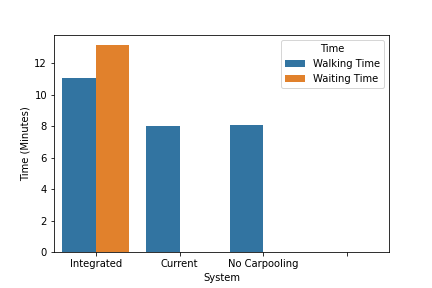 Time
Walking Time
Waiting Time
12
10
8
6
4
2
0
Time (Minutes)
Integrated Current No Carpooling
System